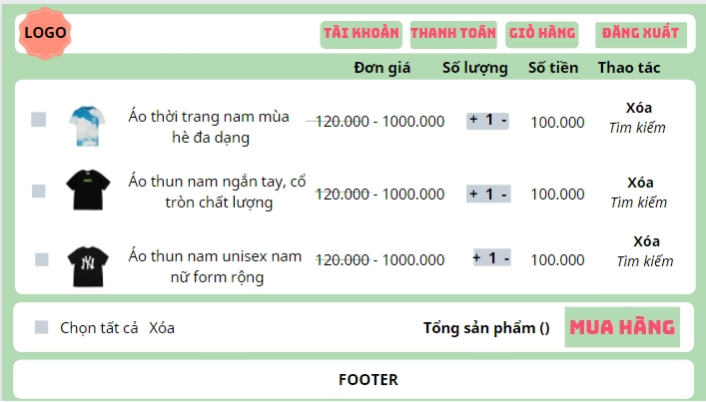 LOGO
TÀI KHOẢN THANH TOÁN GIỎ HÀNG ĐĂNG XUẤT
Đơn giá Số lượng Số tiền Thao tác
Áo thời trang nam mùa
hè đa dạng
120.000 - 1000.000 + 1 - 100.000
Xóa
Tìm kiếm
Áo thun nam ngắn tay, cổ
tròn chất lượng
120.000 - 1000.000 + 1 - 100.000
Xóa
Tìm kiếm
Áo thun nam unisex nam
nữ form rộng
120.000 - 1000.000 + 1 - 100.000
Xóa
Tìm kiếm
Chọn tất cả Xóa Tổng sản phẩm () MUA HÀNG
FOOTER